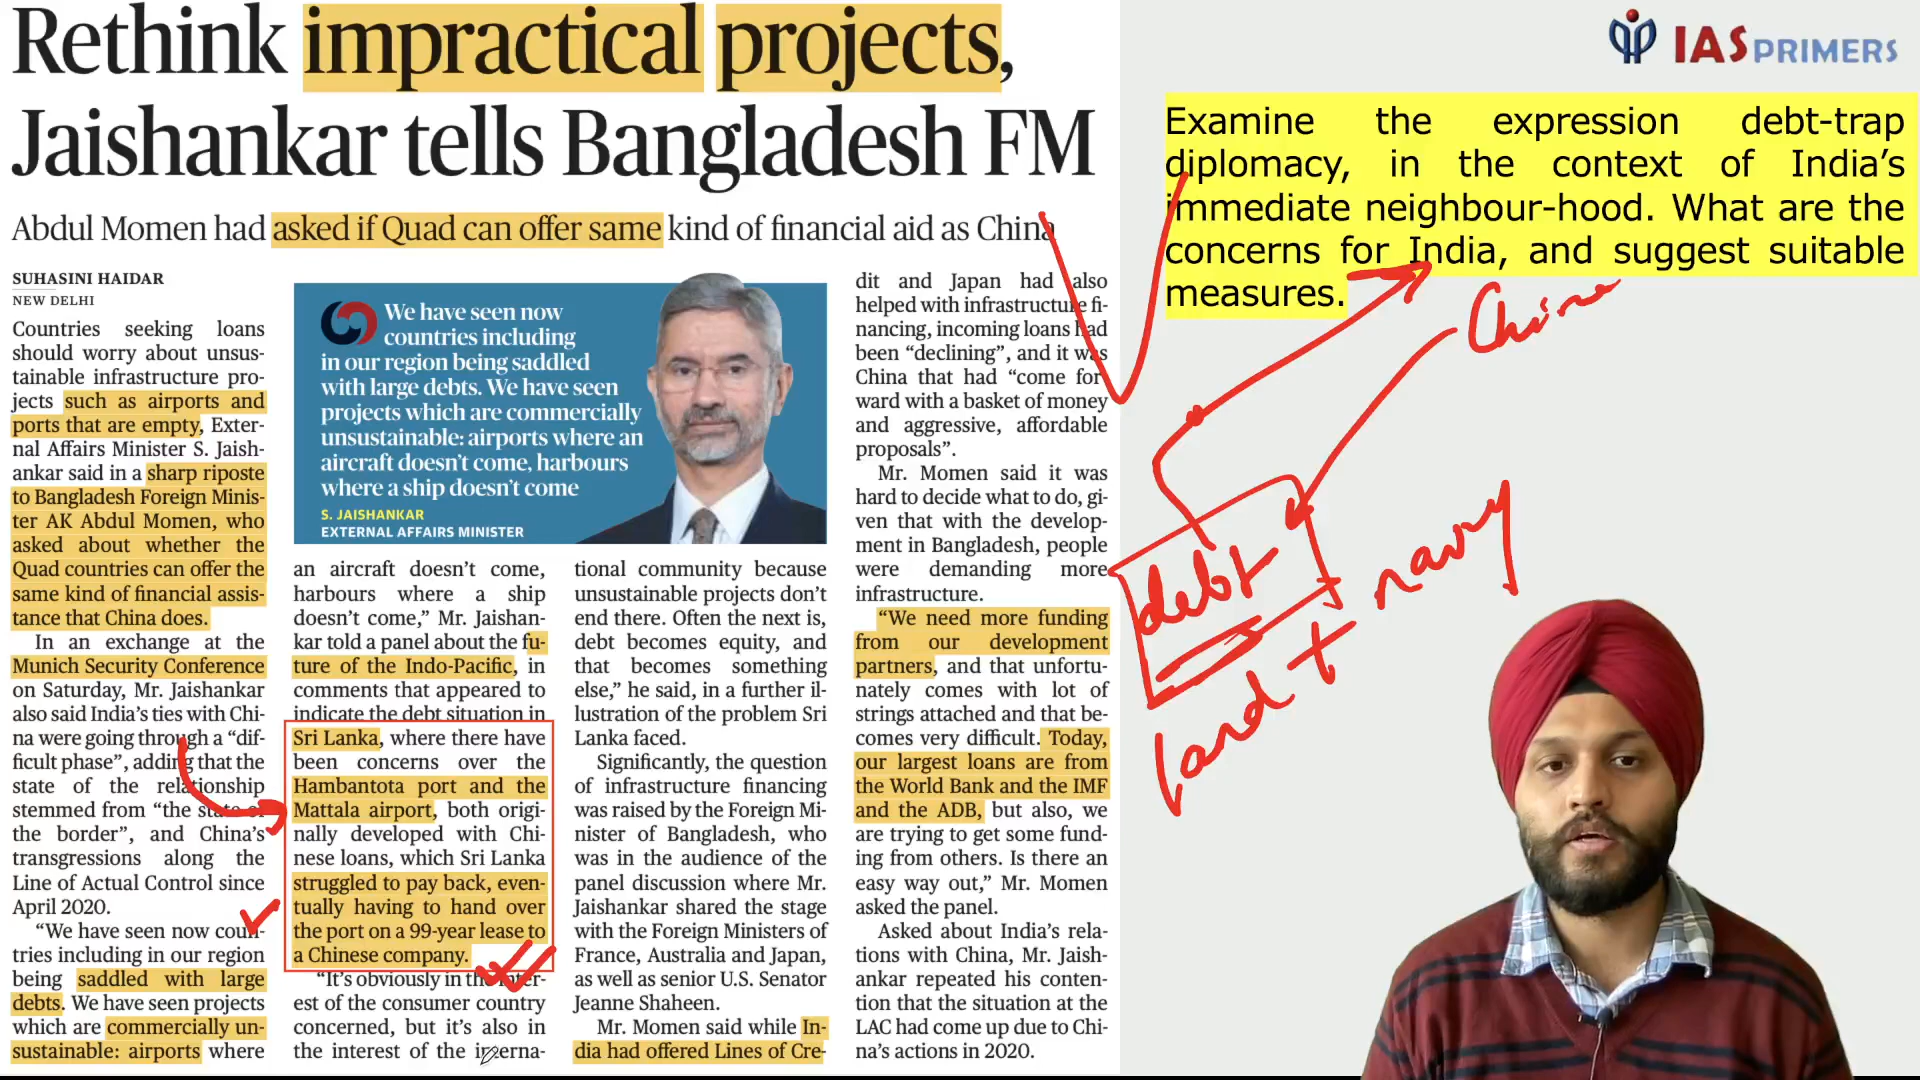 Rethink impractical projects,
Jaishankar tells Bangladesh FM
Abdul Momen had asked if Quad can offer same kind of financial aid as China
SUHASINI HAIDAR
NEW DELHI
Countries seeking loans
should worry about unsus-
tainable infrastructure pro-
jects such as airports and
ports that are empty, Exter-
nal Affairs Minister S. Jaish-
ankar said in a sharp riposte
to Bangladesh Foreign Minis-
ter AK Abdul Momen, who
asked about whether the
Quad countries can offer the
same kind of financial assis-
tance that China does.
In an exchange at the
Munich Security Conference
on Saturday, Mr. Jaishankar
also said India's ties with Chi-
na were going through a "dif-
ficult phase", adding that the
state of the relationship
stemmed from "the state of
the border", and China's
transgressions along the
Line of Actual Control since
April 2020.
"We have seen now coun-
tries including in our region
being saddled with large
debts. We have seen projects
which are commercially un-
sustainable: airports where
We have seen now
countries including
in our region being saddled
with large debts. We have seen
projects which are commercially
unsustainable: airports where an
aircraft doesn't come, harbours
where a ship doesn't come
S. JAISHANKAR
EXTERNAL AFFAIRS MINISTER
an aircraft doesn't come,
harbours where a ship
doesn't come," Mr. Jaishan-
kar told a panel about the fu-
ture of the Indo-Pacific, in
comments that appeared to
indicate the debt situation in
Sri Lanka, where there have
been concerns over the
Hambantota port and the
Mattala airport, both origi-
nally developed with Chi-
nese loans, which Sri Lanka
struggled to pay back, even-
tually having to hand over
the port on a 99-year lease to
a Chinese company.
"It's obviously in the inter-
est of the consumer country
concerned, but it's also in
the interest of the interna-
tional community because
unsustainable projects don't
end there. Often the next is,
debt becomes equity, and
that becomes something
else," he said, in a further il-
lustration of the problem Sri
Lanka faced.
Significantly, the question
of infrastructure financing
was raised by the Foreign Mi-
nister of Bangladesh, who
was in the audience of the
panel discussion where Mr.
Jaishankar shared the stage
with the Foreign Ministers of
France, Australia and Japan,
as well as senior U.S. Senator
Jeanne Shaheen.
Mr. Momen said while In-
dia had offered Lines of Cre-
dit and Japan had also
helped with infrastructure fi-
nancing, incoming loans had
been "declining", and it was
China that had "come for-
ward with a basket of money
and aggressive, affordable
proposals".
Mr. Momen said it was
hard to decide what to do, gi-
ven that with the develop-
ment in Bangladesh, people
were demanding more
infrastructure.
"We need more funding
from our development
partners, and that unfortu-
nately comes with lot of
strings attached and that be-
comes very difficult. Today,
our largest loans are from
the World Bank and the IMF
and the ADB, but also, we
are trying to get some fund-
ing from others. Is there an
easy way out," Mr. Momen
asked the panel.
Asked about India's rela-
tions with China, Mr. Jaish-
ankar repeated his conten-
tion that the situation at the
LAC had come up due to Chi-
na's actions in 2020.
IAS PRIMERS
Examine the expression debt-trap
diplomacy, in the context of India's
immediate neighbour-hood. What are the
concerns for India, and suggest suitable
measures.
China
debt
land + navy